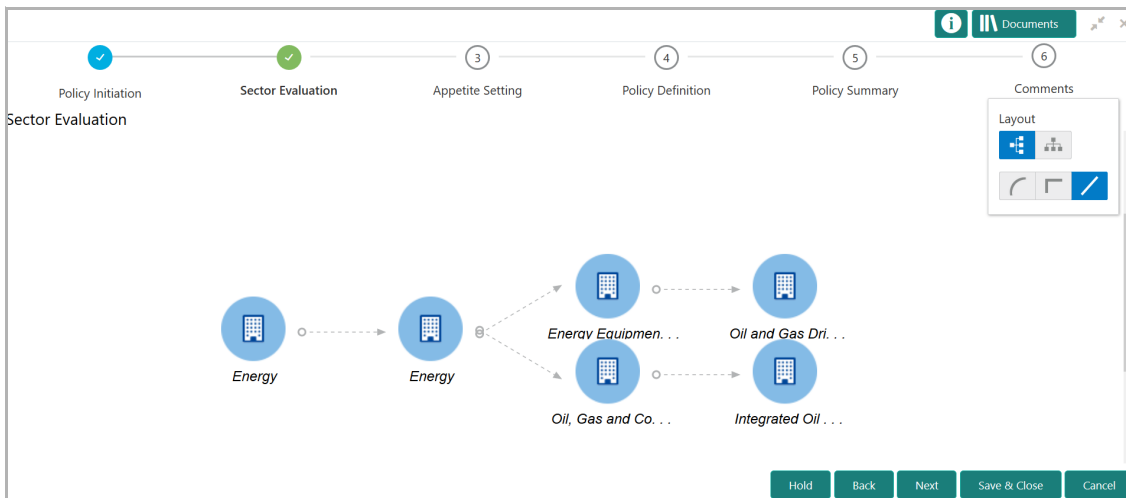 Documents
3 4 5 6
Policy Initiation Sector Evaluation Appetite Setting Policy Definition Policy Summary Comments
Sector Evaluation
Layout
Energy Energy Energy Equipmen. . . Oil and Gas Dri. . .
Oil, Gas and Co. . . Integrated Oil . . .
Hold Back Next Save & Close Cancel